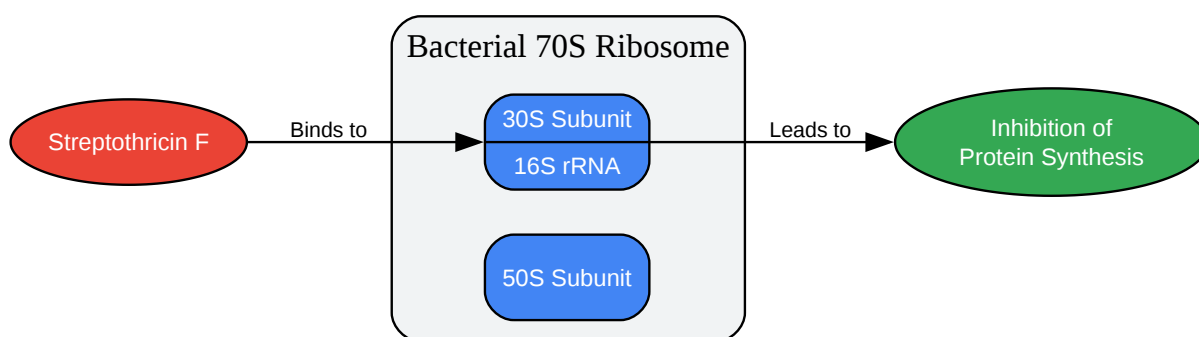 Bacterial 70S Ribosome
Streptothricin F
Binds to
30S Subunit
16S rRNA
Leads to
Inhibition of
Protein Synthesis
50S Subunit